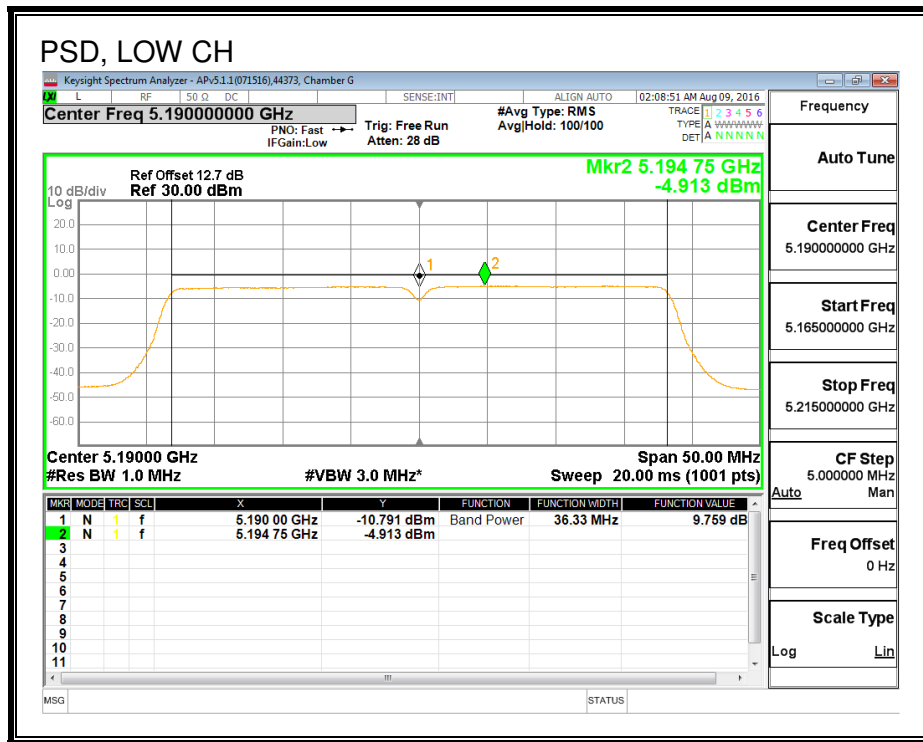 PSD, LOW CH
Keysight Spectrum Analyzer - APv5.1.1(071516),44373, Chamber G
LXI L RF 50 Ω DC SENSE:INT ALIGN AUTO 02:08:51 AM Aug 09, 2016
Center Freq 5.190000000 GHz
PNO: Fast
IFGain:Low
Trig: Free Run
Atten: 28 dB
#Avg Type: RMS
Avg|Hold: 100/100
TRACE 1 2 3 4 5 6
TYPE A WWWWW
DET A N N N N N
Ref Offset 12.7 dB
Ref 30.00 dBm
10 dB/div
Log
Mkr2 5.194 75 GHz
-4.913 dBm
20.0
10.0
0.00
-10.0
-20.0
-30.0
-40.0
-50.0
-60.0
1
2
Center 5.19000 GHz
Span 50.00 MHz
#Res BW 1.0 MHz
#VBW 3.0 MHz*
Sweep 20.00 ms (1001 pts)
MKR MODE TRC SCL X Y FUNCTION FUNCTION WIDTH FUNCTION VALUE
1 N 1 f 5.190 00 GHz -10.791 dBm Band Power 36.33 MHz 9.759 dB
2 N 1 f 5.194 75 GHz -4.913 dBm
3
4
5
6
7
8
9
10
11
MSG
STATUS
Frequency
Auto Tune
Center Freq
5.190000000 GHz
Start Freq
5.165000000 GHz
Stop Freq
5.215000000 GHz
CF Step
5.000000 MHz
Auto Man
Freq Offset
0 Hz
Scale Type
Log Lin